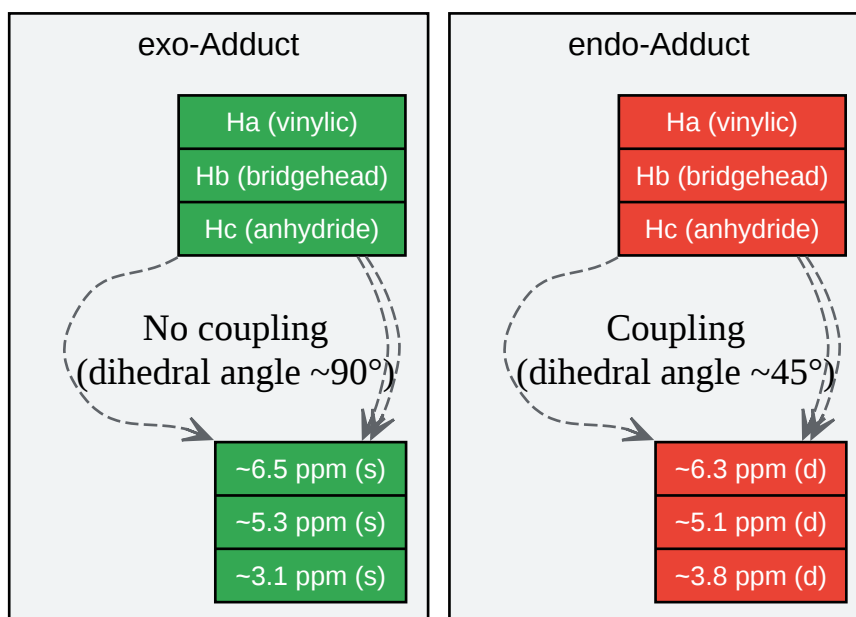 exo-Adduct
Ha (vinylic)
Hb (bridgehead)
Hc (anhydride)
No coupling
(dihedral angle ~90°)
~6.5 ppm (s)
~5.3 ppm (s)
~3.1 ppm (s)
endo-Adduct
Ha (vinylic)
Hb (bridgehead)
Hc (anhydride)
Coupling
(dihedral angle ~45°)
~6.3 ppm (d)
~5.1 ppm (d)
~3.8 ppm (d)